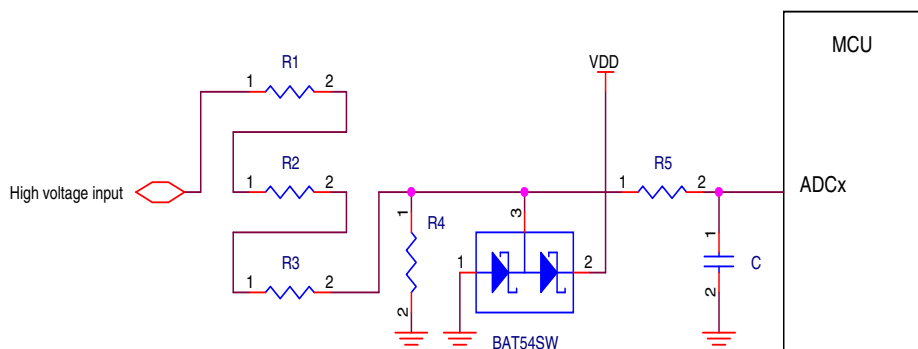 MCU
R1
1 2
VDD
R2
1 2
High voltage input
R5
1 2
ADCx
1
R4
2
3
1 2
BAT54SW
R3
1 2
1
C
2